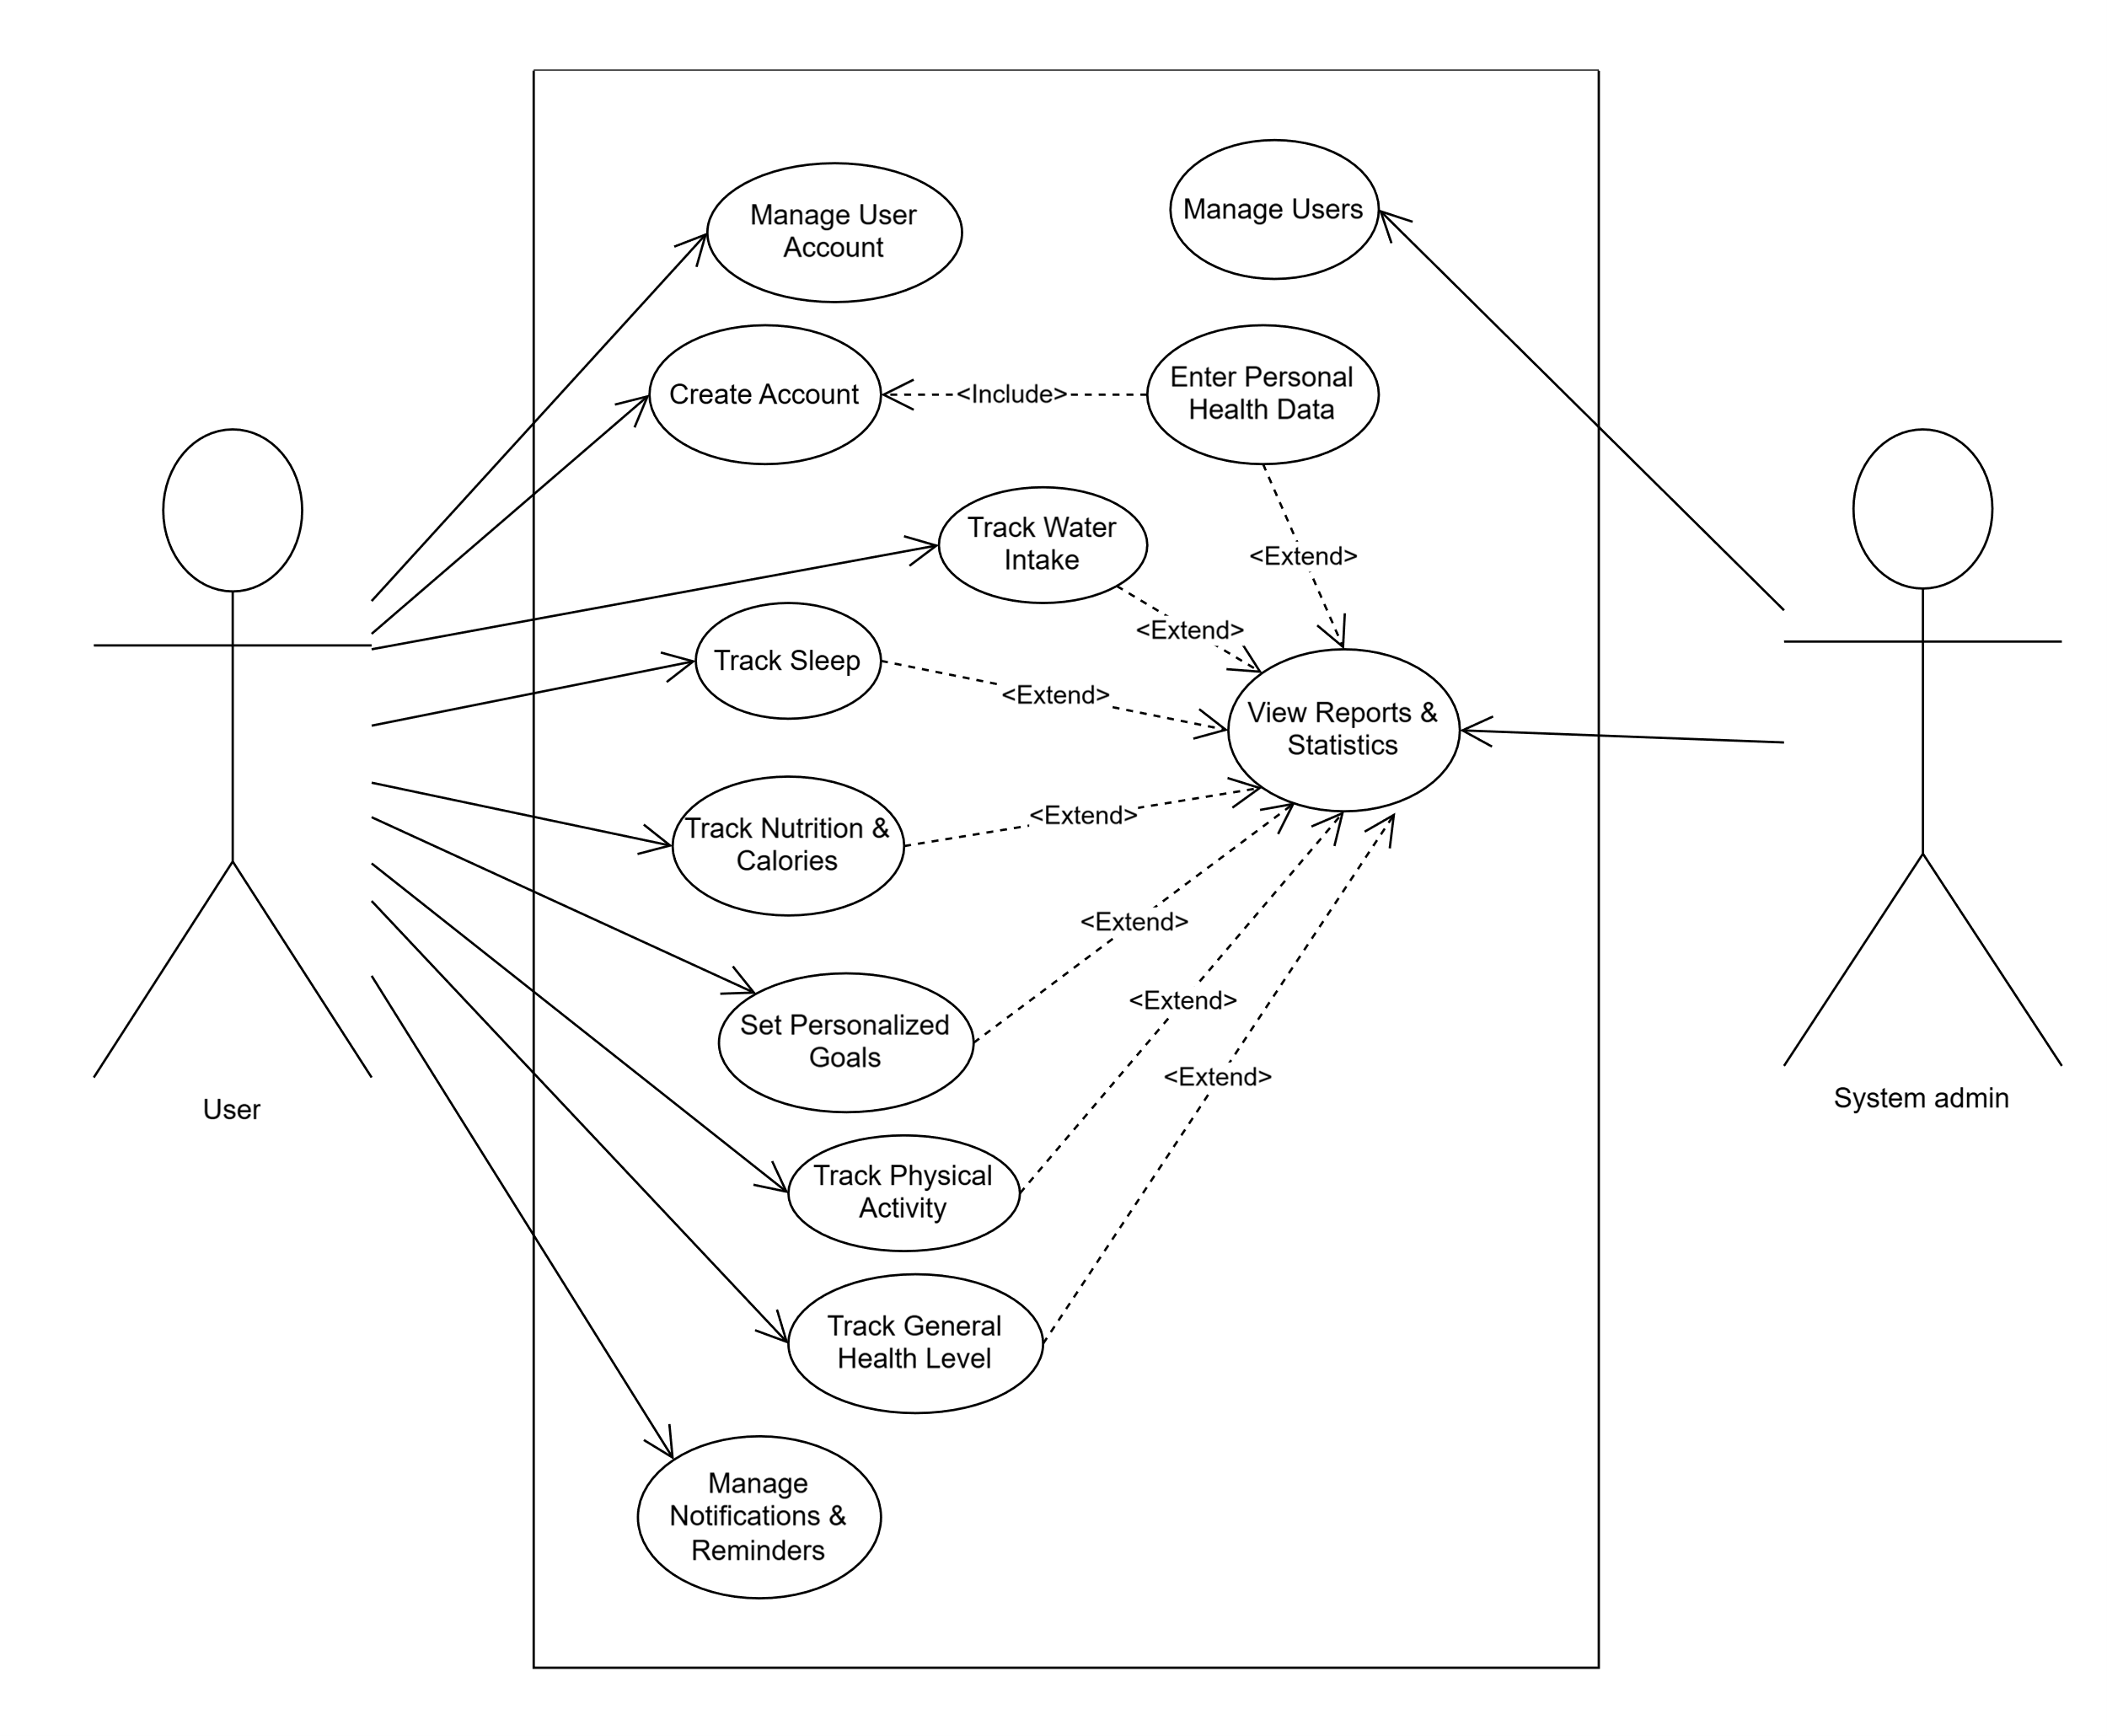 Manage User
Account
Manage Users
Create Account
<Include>
Enter Personal
Health Data
Track Water
Intake
<Extend>
<Extend>
Track Sleep
<Extend>
View Reports &
Statistics
Track Nutrition &
Calories
<Extend>
<Extend>
Set Personalized
Goals
<Extend>
<Extend>
Track Physical
Activity
Track General
Health Level
Manage
Notifications &
Reminders
User
System admin